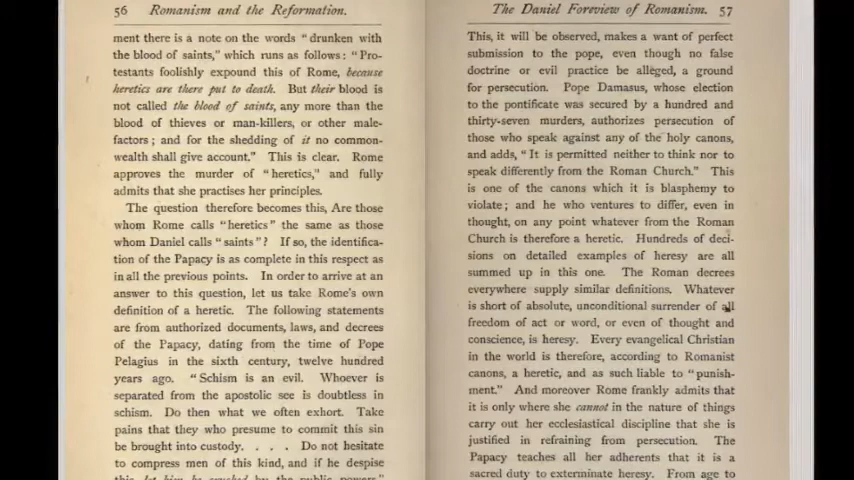 56 Romanism and the Reformation.
ment there is a note on the words “ drunken with
the blood of saints,” which runs as follows : “ Pro-
testants foolishly expound this of Rome, because
heretics are there put to death. But their blood is
not called the blood of saints, any more than the
blood of thieves or man-killers, or other male-
factors ; and for the shedding of it no common-
wealth shall give account.” This is clear. Rome
approves the murder of “heretics,” and fully
admits that she practises her principles.
The question therefore becomes this, Are those
whom Rome calls “heretics” the same as those
whom Daniel calls “saints”? If so, the identifica-
tion of the Papacy is as complete in this respect as
in all the previous points. In order to arrive at an
answer to this question, let us take Rome's own
definition of a heretic. The following statements
are from authorized documents, laws, and decrees
of the Papacy, dating from the time of Pope
Pelagius in the sixth century, twelve hundred
years ago. “Schism is an evil. Whoever is
separated from the apostolic see is doubtless in
schism. Do then what we often exhort. Take
pains that they who presume to commit this sin
be brought into custody. . . . Do not hesitate
to compress men of this kind, and if he despise
this, let him be crushed by the public powers.”
The Daniel Foreview of Romanism. 57
This, it will be observed, makes a want of perfect
submission to the pope, even though no false
doctrine or evil practice be alleged, a ground
for persecution. Pope Damasus, whose election
to the pontificate was secured by a hundred and
thirty-seven murders, authorizes persecution of
those who speak against any of the holy canons,
and adds, “ It is permitted neither to think nor to
speak differently from the Roman Church.” This
is one of the canons which it is blasphemy to
violate ; and he who ventures to differ, even in
thought, on any point whatever from the Roman
Church is therefore a heretic. Hundreds of deci-
sions on detailed examples of heresy are all
summed up in this one. The Roman decrees
everywhere supply similar definitions. Whatever
is short of absolute, unconditional surrender of all
freedom of act or word, or even of thought and
conscience, is heresy. Every evangelical Christian
in the world is therefore, according to Romanist
canons, a heretic, and as such liable to “ punish-
ment.” And moreover Rome frankly admits that
it is only where she cannot in the nature of things
carry out her ecclesiastical discipline that she is
justified in refraining from persecution. The
Papacy teaches all her adherents that it is a
sacred duty to exterminate heresy. From age to